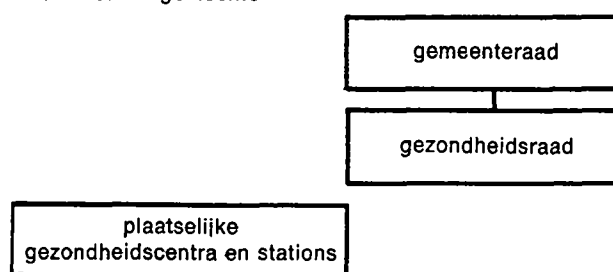 gemeenteraad
gezondheidsraad
plaatselijke
gezondheidscentra en stations